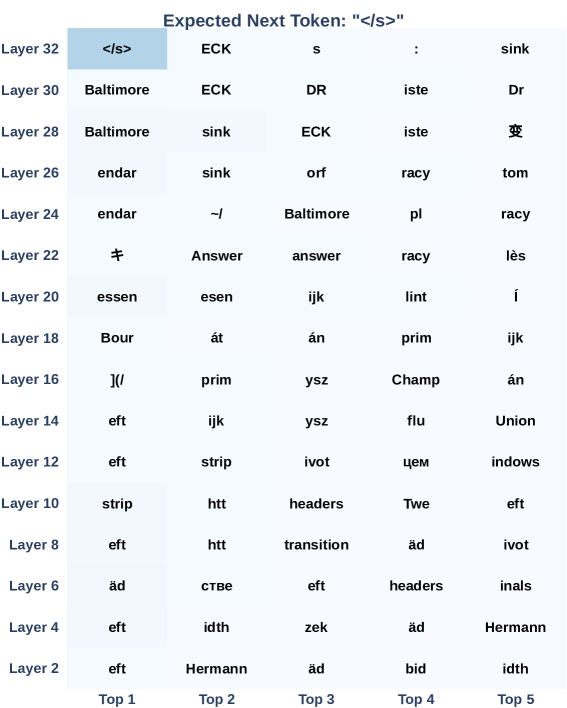 Expected Next Token: "</s>"
Layer 32 </s> ECK s : sink
Layer 30 Baltimore ECK DR iste Dr
Layer 28 Baltimore sink ECK iste 変
Layer 26 endar sink orf racy tom
Layer 24 endar ~/ Baltimore pl racy
Layer 22 キ Answer answer racy lès
Layer 20 essen esen ijk lint Í
Layer 18 Bour át án prim ijk
Layer 16 ](/ prim ysz Champ án
Layer 14 eft ijk ysz flu Union
Layer 12 eft strip ivot цем indows
Layer 10 strip htt headers Twe eft
Layer 8 eft htt transition äd ivot
Layer 6 äd стве eft headers inals
Layer 4 eft idth zek äd Hermann
Layer 2 eft Hermann äd bid idth
Top 1 Top 2 Top 3 Top 4 Top 5